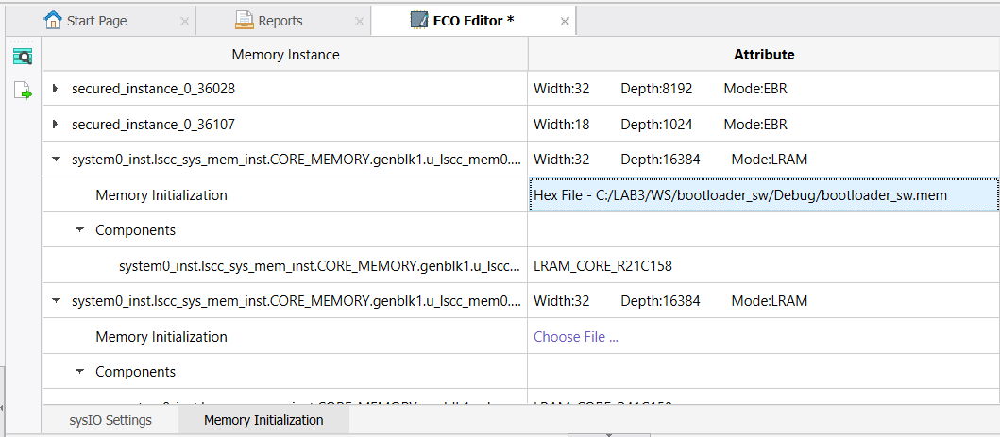 Start Page
Reports
ECO Editor *
Memory Instance Attribute
secured_instance_0_36028 Width:32 Depth:8192 Mode:EBR
secured_instance_0_36107 Width:18 Depth:1024 Mode:EBR
system0_inst.lscc_sys_mem_inst.CORE_MEMORY.genblk1.u_lscc_mem0.... Width:32 Depth:16384 Mode:LRAM
Memory Initialization Hex File - C:/LAB3/WS/bootloader_sw/Debug/bootloader_sw.mem
Components
system0_inst.lscc_sys_mem_inst.CORE_MEMORY.genblk1.u_lscc... LRAM_CORE_R21C158
system0_inst.lscc_sys_mem_inst.CORE_MEMORY.genblk1.u_lscc_mem0.... Width:32 Depth:16384 Mode:LRAM
Memory Initialization Choose File ...
Components
sysIO Settings Memory Initialization